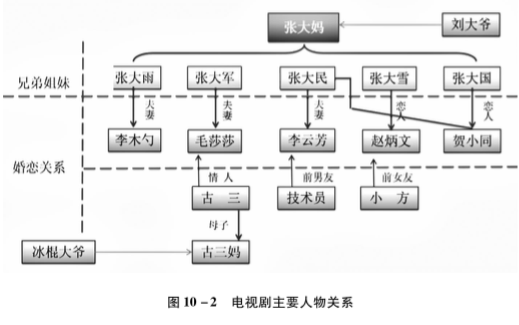 张大妈
刘大爷
兄弟姐妹
张大雨
张大军
张大民
张大雪
张大国
夫妻
夫妻
夫妻
恋人
恋人
李木勺
毛莎莎
李云芳
赵炳文
贺小同
婚恋关系
情人
前男友
前女友
古三
技术员
小方
母子
冰棍大爷
古三妈
图10-2 电视剧主要人物关系